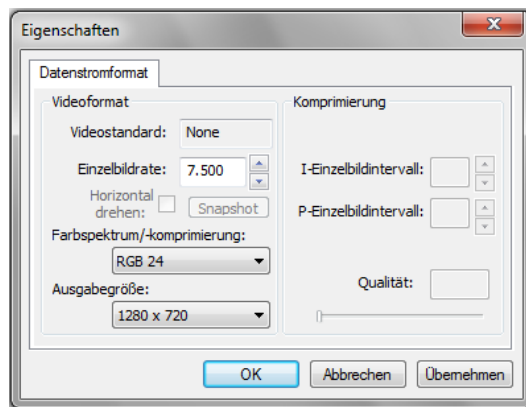 Eigenschaften
Datenstromformat
Videoformat
Videostandard: None
Einzelbildrate: 7.500
Horizontal
drehen:
Snapshot
Farbspektrum/-komprimierung:
RGB 24
Ausgabegröße:
1280 x 720
Komprimierung
I-Einzelbildintervall:
P-Einzelbildintervall:
Qualität:
OK
Abbrechen
Übernehmen